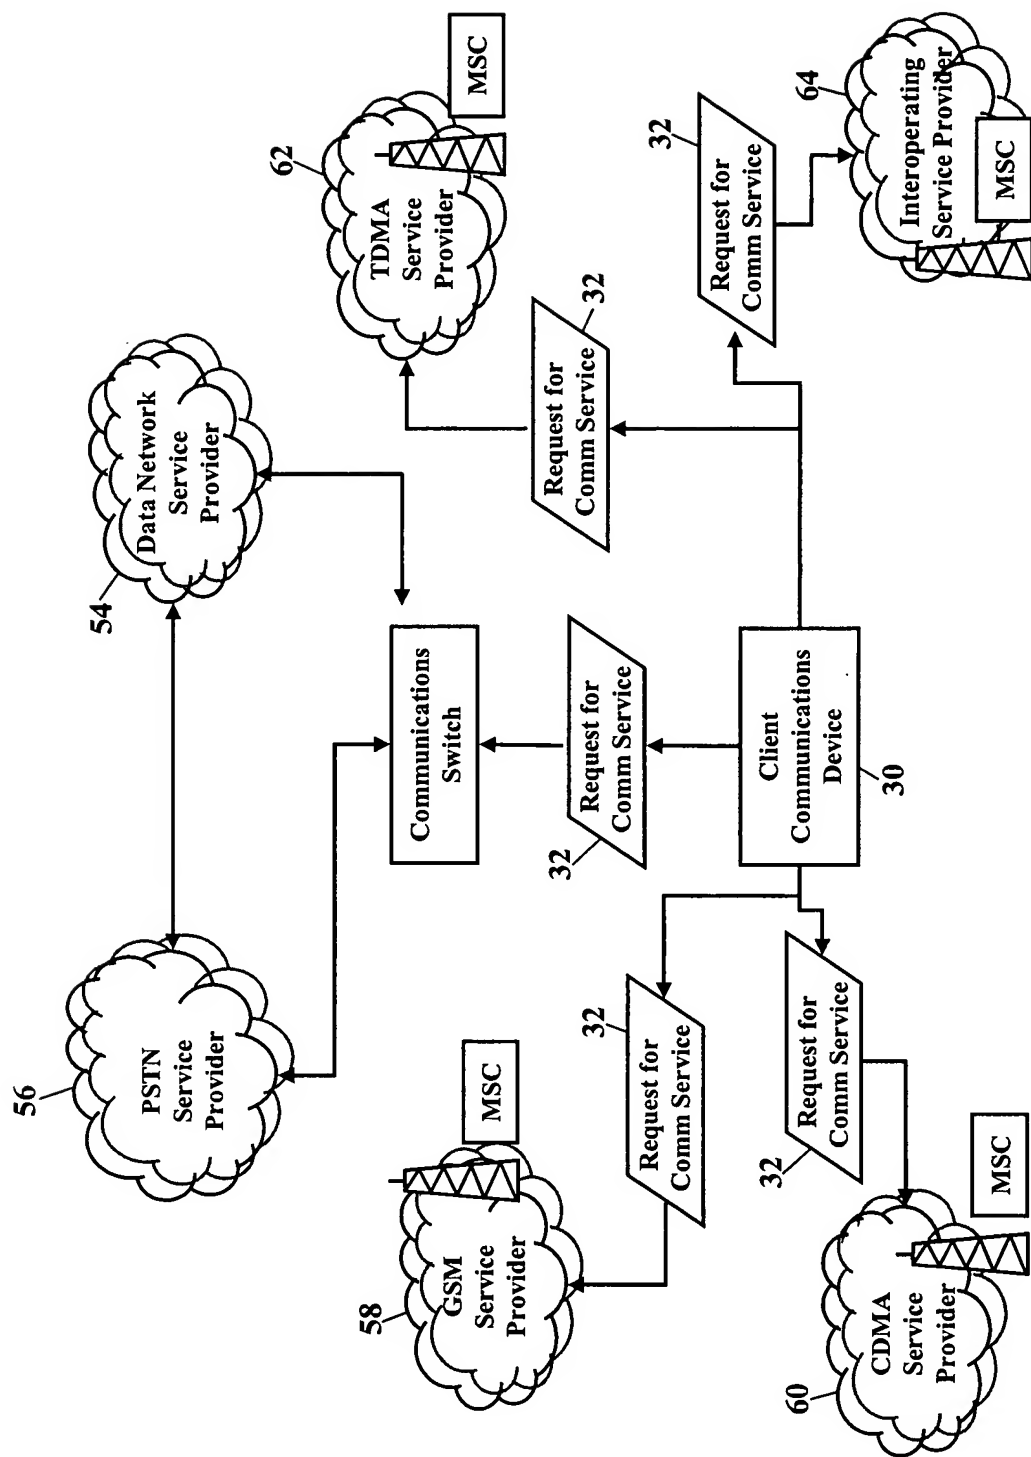 56
PSTN
Service
Provider
54
Data Network
Service
Provider
58
GSM
Service
Provider
MSC
Communications
Switch
62
TDMA
Service
Provider
MSC
32
Request for
Comm Service
32
Request for
Comm Service
32
Request for
Comm Service
60
CDMA
Service
Provider
MSC
32
Request for
Comm Service
Client
Communications
Device
30
32
Request for
Comm Service
64
Interoperating
Service Provider
MSC